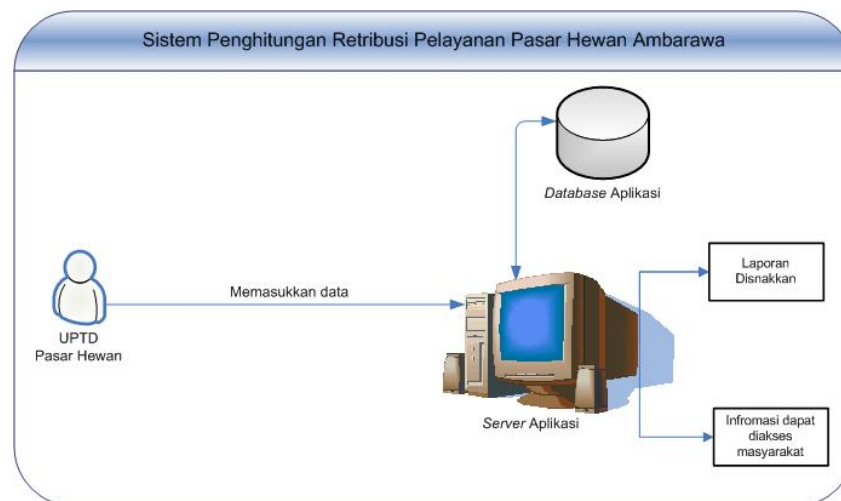 Sistem Penghitungan Retribusi Pelayanan Pasar Hewan Ambarawa
Database Aplikasi
Laporan
Disnakkan
Memasukkan data
UPTD
Pasar Hewan
Server Aplikasi
Infromasi dapat
diakses
masyarakat